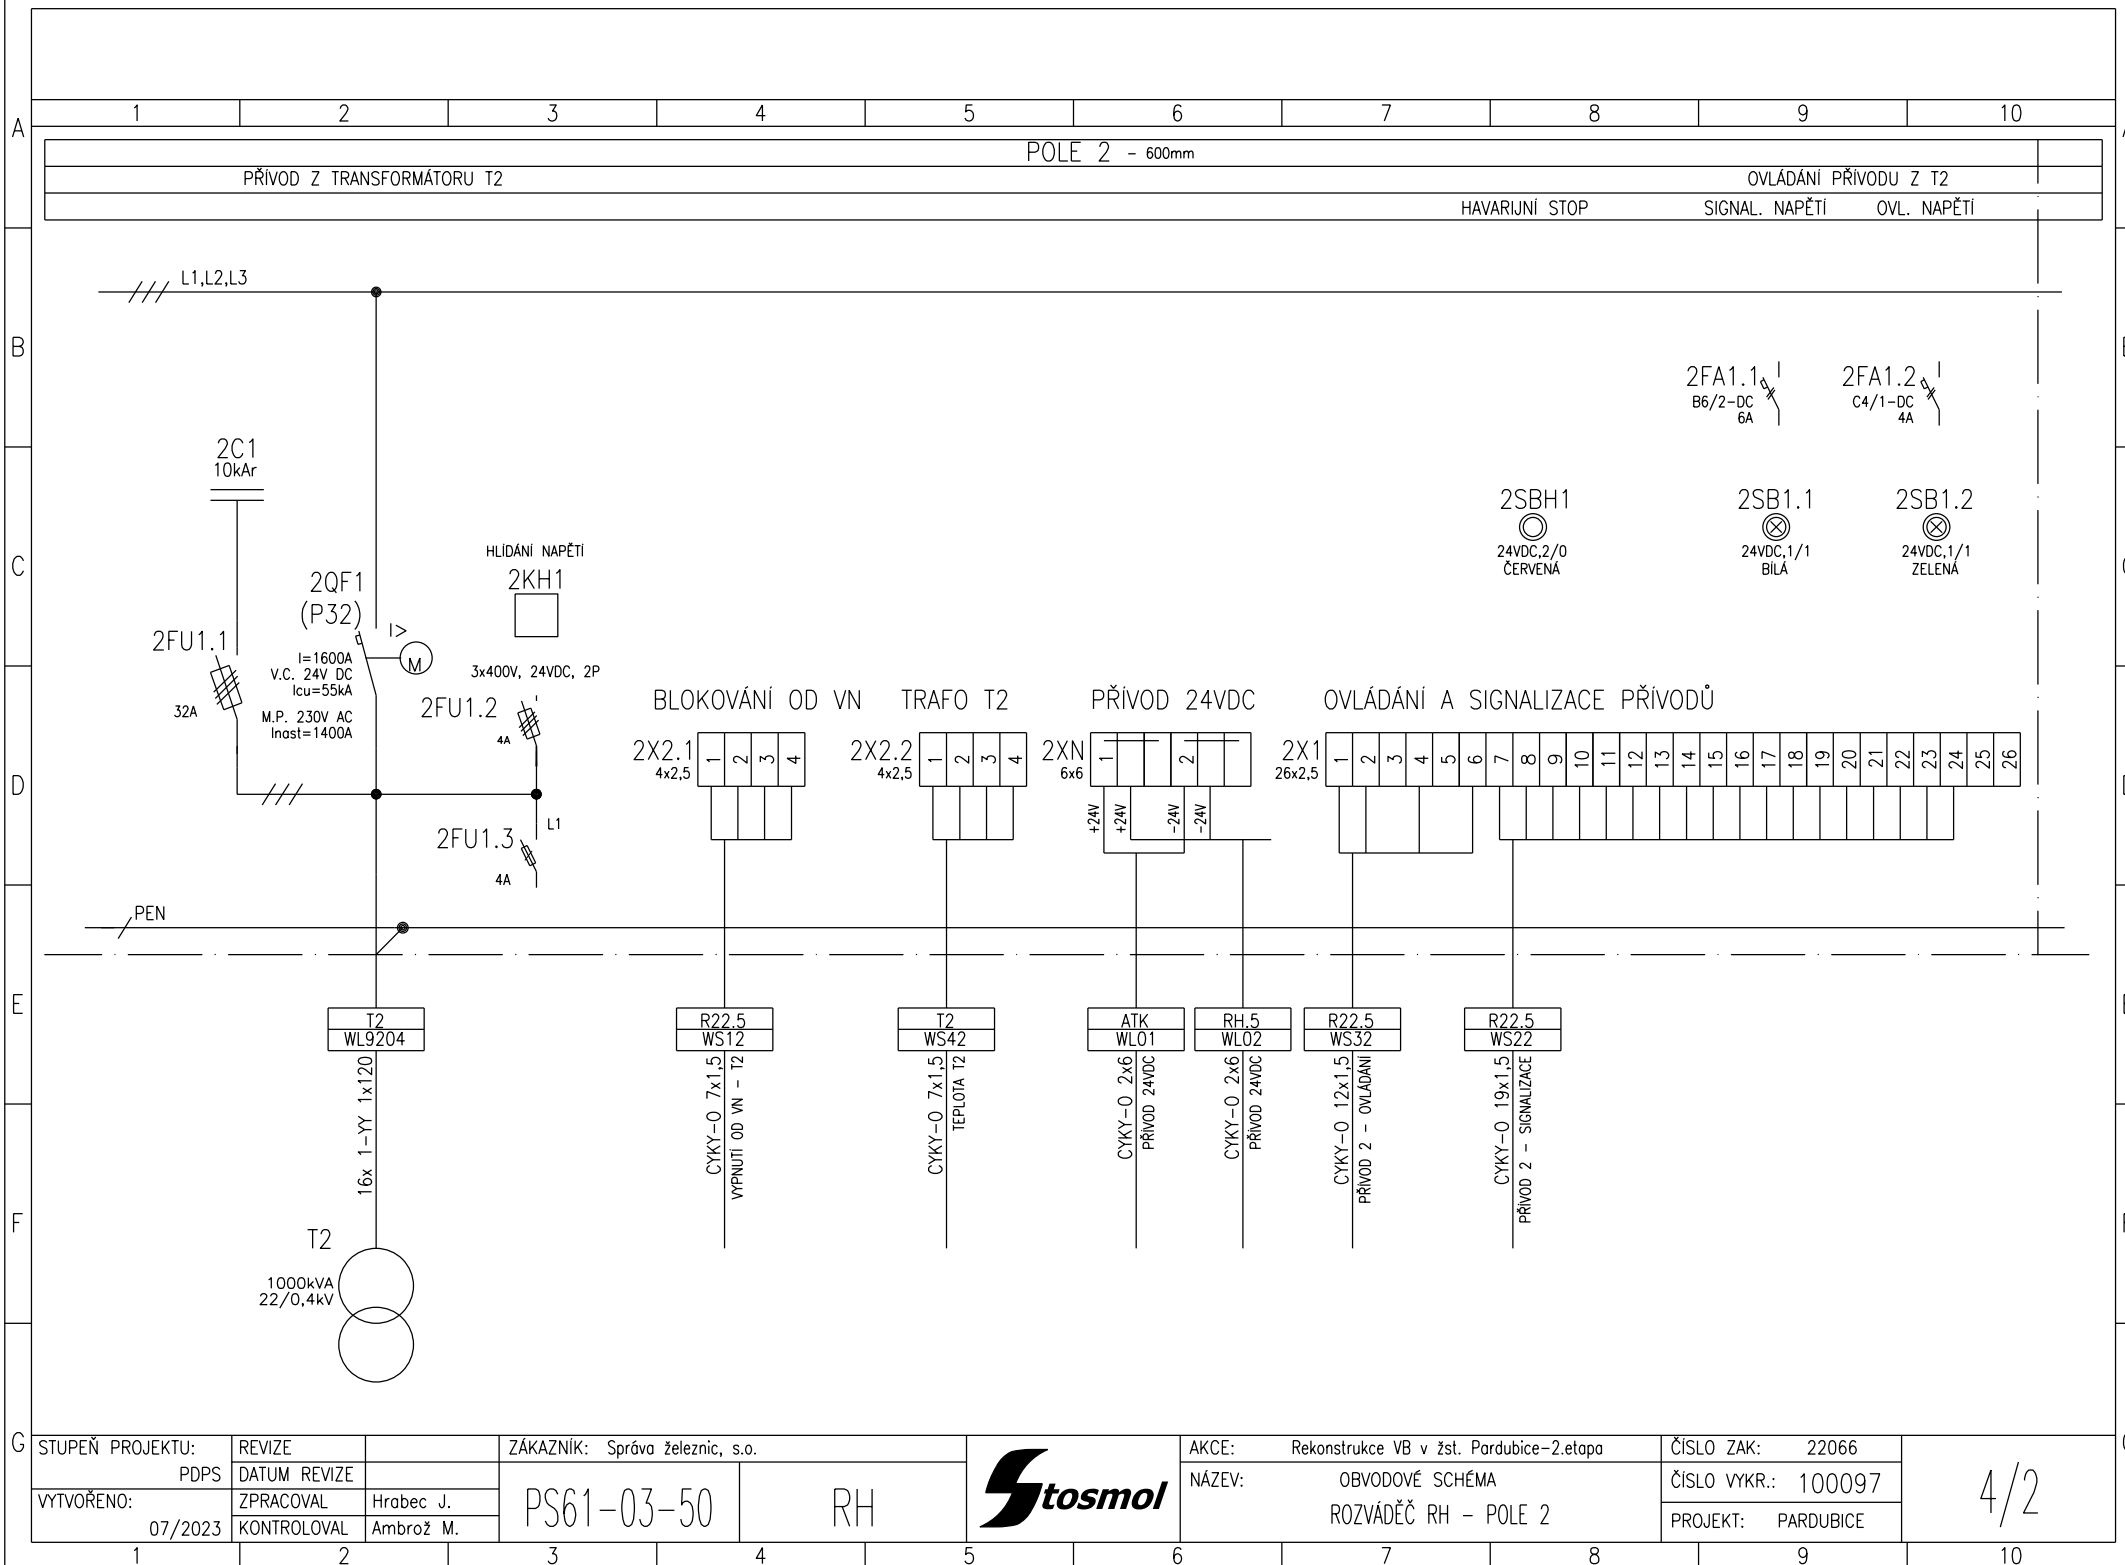 1 2 3 4 5 6 7 8 9 10
A
POLE 2 - 600mm
PŘÍVOD Z TRANSFORMÁTORU T2
OVLÁDÁNÍ PŘÍVODU Z T2
HAVARIJNÍ STOP
SIGNAL. NAPĚTÍ
OVL. NAPĚTÍ
L1,L2,L3
B
2FA1.1
B6/2-DC
6A
2FA1.2
C4/1-DC
4A
2C1
10kAr
2SBH1
24VDC,2/0
ČERVENÁ
2SB1.1
24VDC,1/1
BÍLÁ
2SB1.2
24VDC,1/1
ZELENÁ
C
HLÍDÁNÍ NAPĚTÍ
2KH1
3x400V, 24VDC, 2P
2QF1
(P32)
I>
M
I=1600A
V.C. 24V DC
Icu=55kA
M.P. 230V AC
Inast=1400A
2FU1.1
32A
2FU1.2
4A
2FU1.3
4A
L1
BLOKOVÁNÍ OD VN
2X2.1
4x2,5
1 2 3 4
TRAFO T2
2X2.2
4x2,5
1 2 3 4
PŘÍVOD 24VDC
2XN
6x6
1 2
+24V +24V -24V -24V
OVLÁDÁNÍ A SIGNALIZACE PŘÍVODŮ
2X1
26x2,5
1 2 3 4 5 6 7 8 9 10 11 12 13 14 15 16 17 18 19 20 21 22 23 24 25 26
D
PEN
E
T2
WL9204
16x 1-YY 1x120
R22.5
WS12
CYKY-O 7x1,5
VYPNUTÍ OD VN - T2
T2
WS42
CYKY-O 7x1,5
TEPLOTA T2
ATK
WL01
CYKY-O 2x6
PŘÍVOD 24VDC
RH.5
WL02
CYKY-O 2x6
PŘÍVOD 24VDC
R22.5
WS32
CYKY-O 12x1,5
PŘÍVOD 2 - OVLÁDÁNÍ
R22.5
WS22
CYKY-O 19x1,5
PŘÍVOD 2 - SIGNALIZACE
F
T2
1000kVA
22/0,4kV
G
STUPEŇ PROJEKTU:
PDPS
VYTVOŘENO:
07/2023
REVIZE
DATUM REVIZE
ZPRACOVAL Hrabec J.
KONTROLOVAL Ambrož M.
ZÁKAZNÍK: Správa železnic, s.o.
PS61-03-50
RH
Stosmol
AKCE: Rekonstrukce VB v žst. Pardubice-2.etapa
NÁZEV: OBVODOVÉ SCHÉMA
ROZVÁDĚČ RH - POLE 2
ČÍSLO ZAK: 22066
ČÍSLO VYKR.: 100097
PROJEKT: PARDUBICE
4/2
1 2 3 4 5 6 7 8 9 10